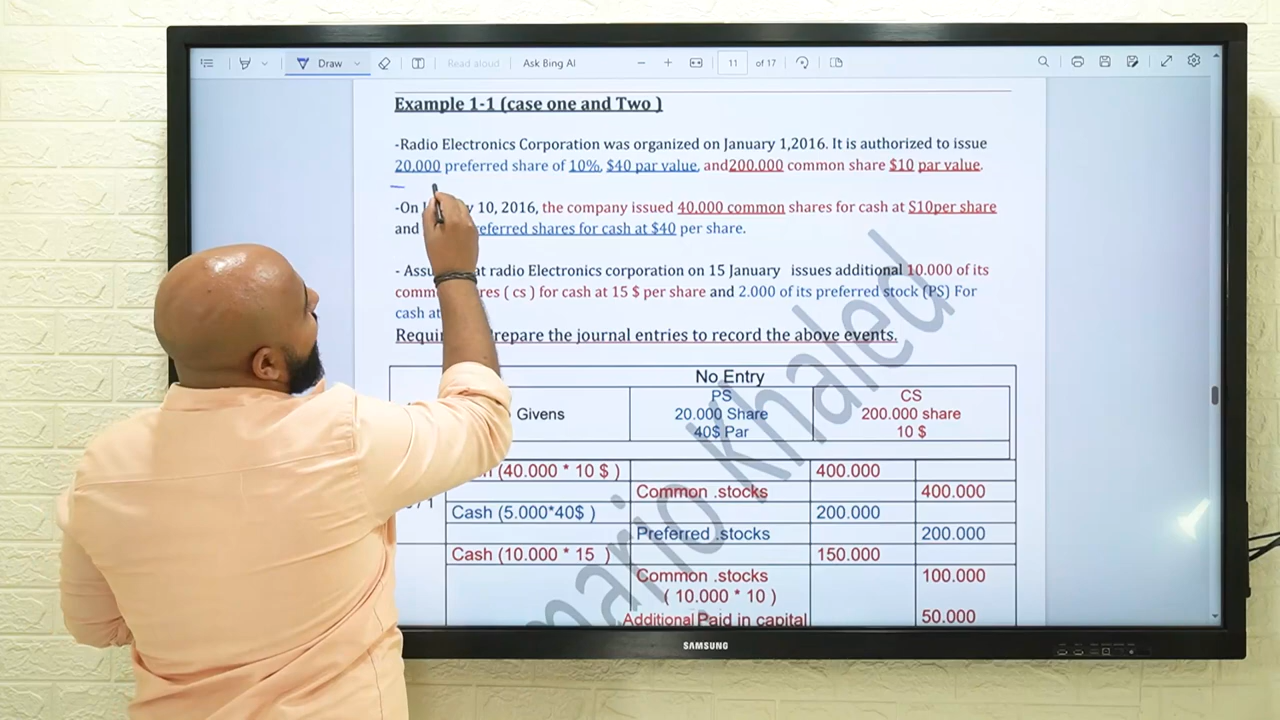 Draw
Read aloud
Ask Bing AI
11 of 17
Example 1-1 (case one and Two )
-Radio Electronics Corporation was organized on January 1,2016. It is authorized to issue
20.000 preferred share of 10%, $40 par value, and200.000 common share $10 par value.
-On 10, 2016, the company issued 40.000 common shares for cash at $10per share
and shares for cash at $40 per share.
- radio Electronics corporation on 15 January issues additional 10.000 of its
( cs ) for cash at 15 $ per share and 2.000 of its preferred stock (PS) For
cash at
the journal entries to record the above events.
No Entry
Givens
PS
20.000 Share
40$ Par
CS
200.000 share
10 $
(40.000 * 10 $ ) 400.000
Common .stocks 400.000
Cash (5.000*40$ ) 200.000
Preferred .stocks 200.000
Cash (10.000 * 15 ) 150.000
Common .stocks 100.000
( 10.000 * 10 )
Additional Paid in capital 50.000
mario Khaled
SAMSUNG